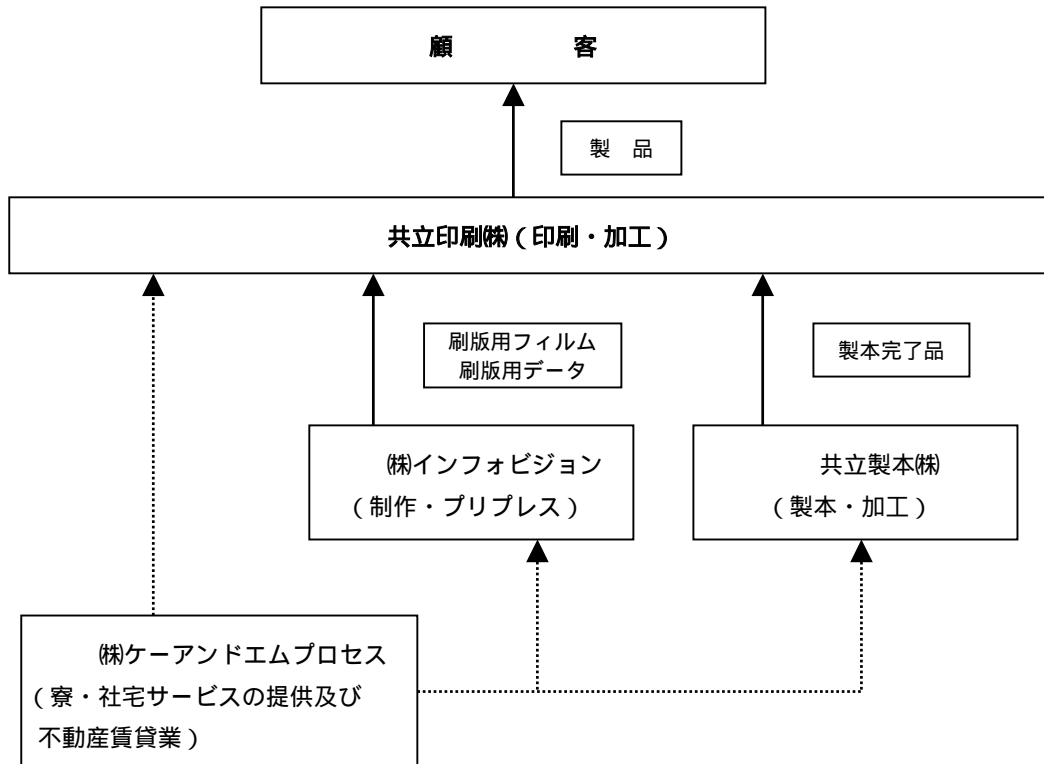 顧　　　　　客
製　品
共立印刷㈱（印刷・加工）
刷版用フィルム
刷版用データ
製本完了品
㈱インフォビジョン
（制作・プリプレス）
共立製本㈱
（製本・加工）
㈱ケーアンドエムプロセス
（寮・社宅サービスの提供及び
不動産賃貸業）